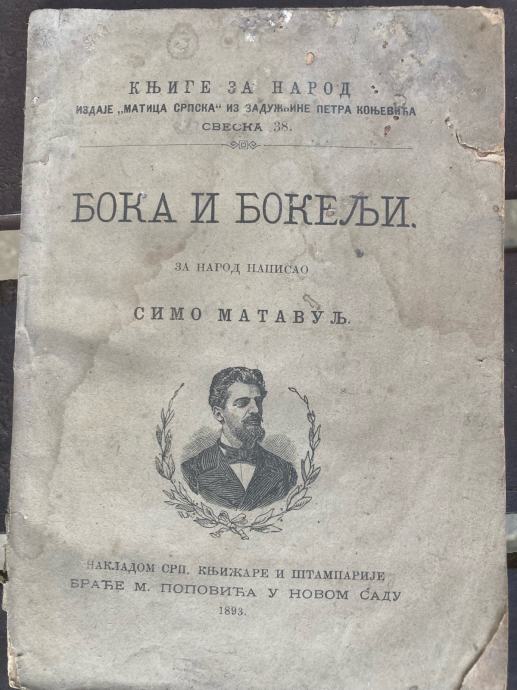 КЊИГЕ ЗА НАРОД
ИЗДАЈЕ „МАТИЦА СРПСКА“ ИЗ ЗАДУЖБИНЕ ПЕТРА КОЊЕВИЋА
СВЕСКА 38.
БОКА И БОКЕЉИ.
ЗА НАРОД НАПИСАО
СИМО МАТАВУЉ.
НАКЛАДОМ СРП. КЊИЖАРЕ И ШТАМПАРИЈЕ
БРАЋЕ М. ПОПОВИЋА У НОВОМ САДУ
1893.